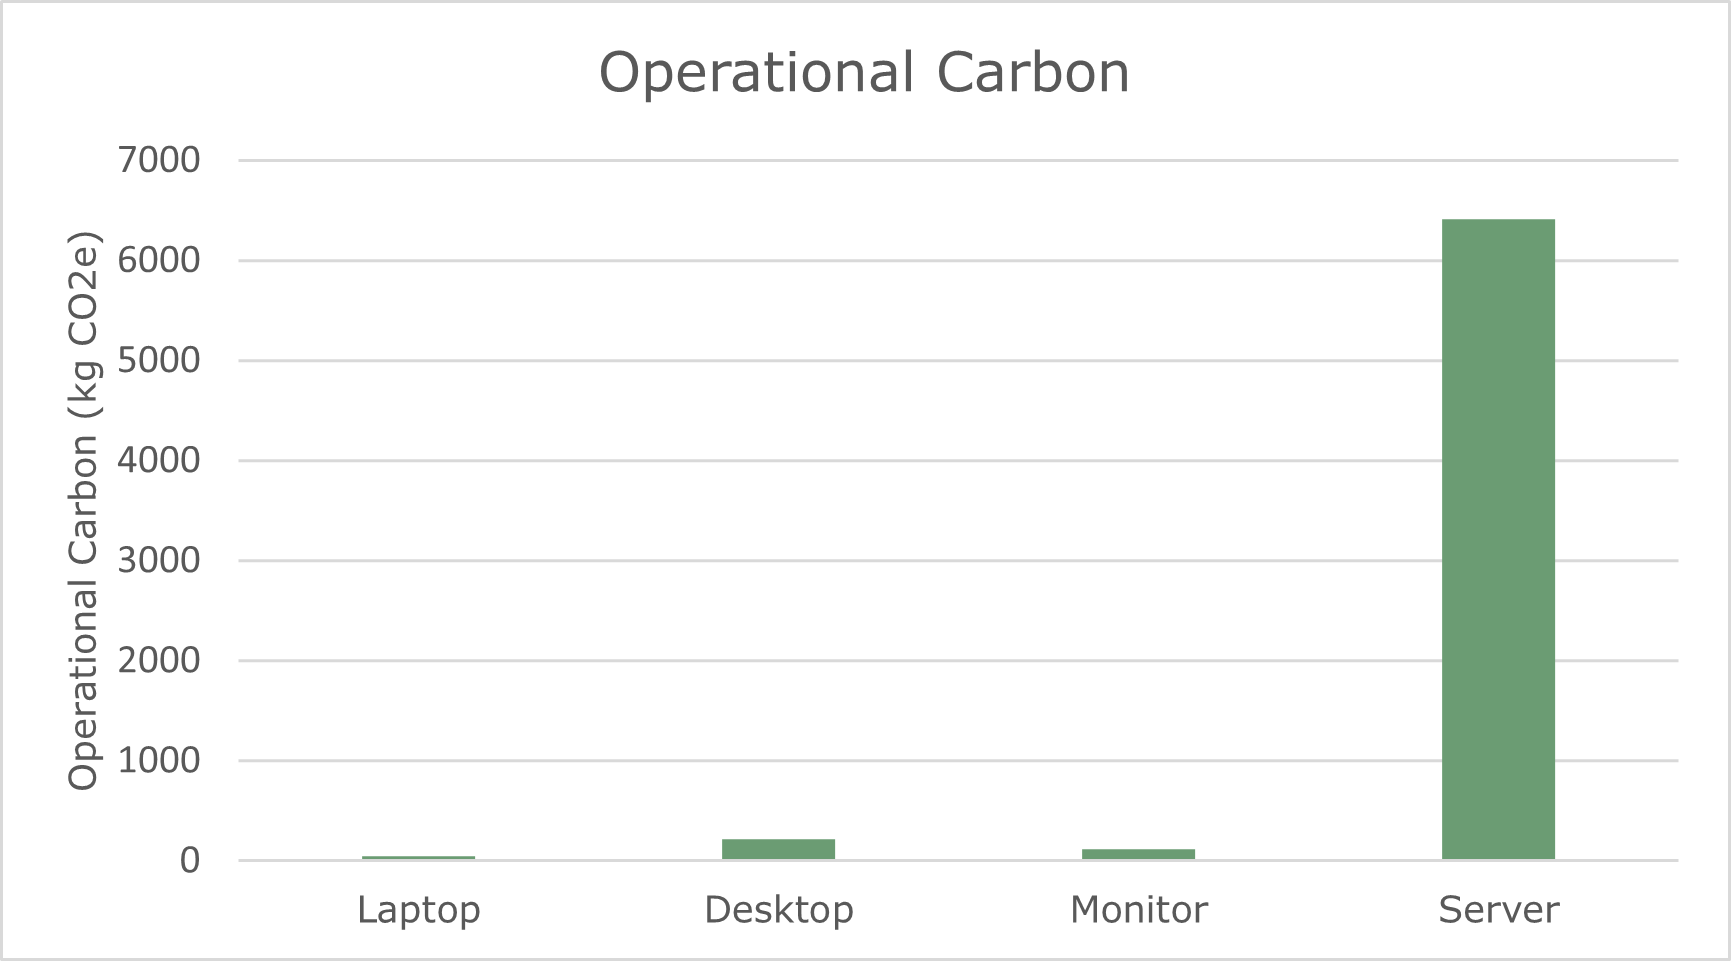 Operational Carbon
Operational Carbon (kg CO2e)
7000
6000
5000
4000
3000
2000
1000
0
Laptop
Desktop
Monitor
Server